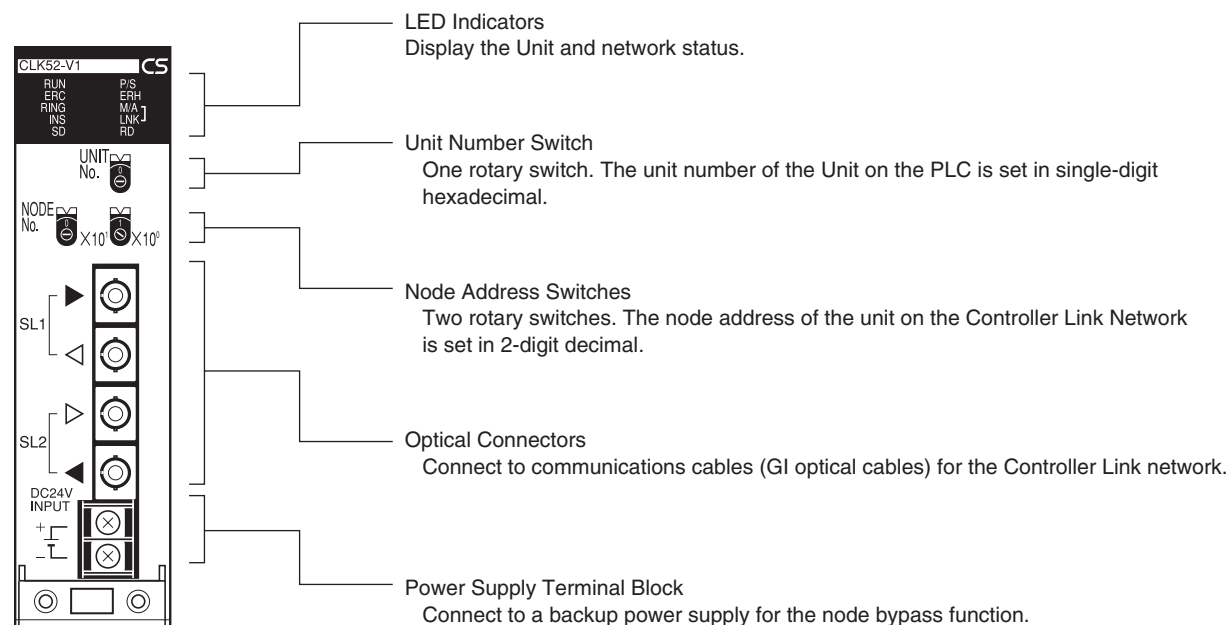 LED Indicators
Display the Unit and network status.
CLK52-V1 CS
RUN P/S
ERC ERH
RING M/A
INS LNK
SD RD
Unit Number Switch
One rotary switch. The unit number of the Unit on the PLC is set in single-digit
hexadecimal.
UNIT
No.
0
NODE
No.
0 1
X10¹ X10⁰
Node Address Switches
Two rotary switches. The node address of the unit on the Controller Link Network
is set in 2-digit decimal.
SL1
SL2
Optical Connectors
Connect to communications cables (GI optical cables) for the Controller Link network.
DC24V
INPUT
+
−
Power Supply Terminal Block
Connect to a backup power supply for the node bypass function.